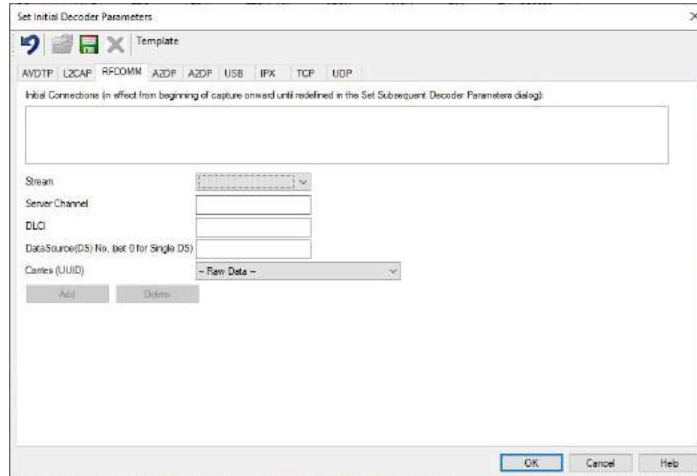 Set Initial Decoder Parameters
Template
AVDTP L2CAP RFCOMM A2DP A2DP USB IPX TCP UDP
Initial Connections (in effect from beginning of capture onward until redefined in the Set Subsequent Decoder Parameters dialog):
Stream
Server Channel
DLCI
DataSource(DS) No. (set 0 for Single DS)
Carries (UUID) -- Raw Data --
Add Delete
OK Cancel Help